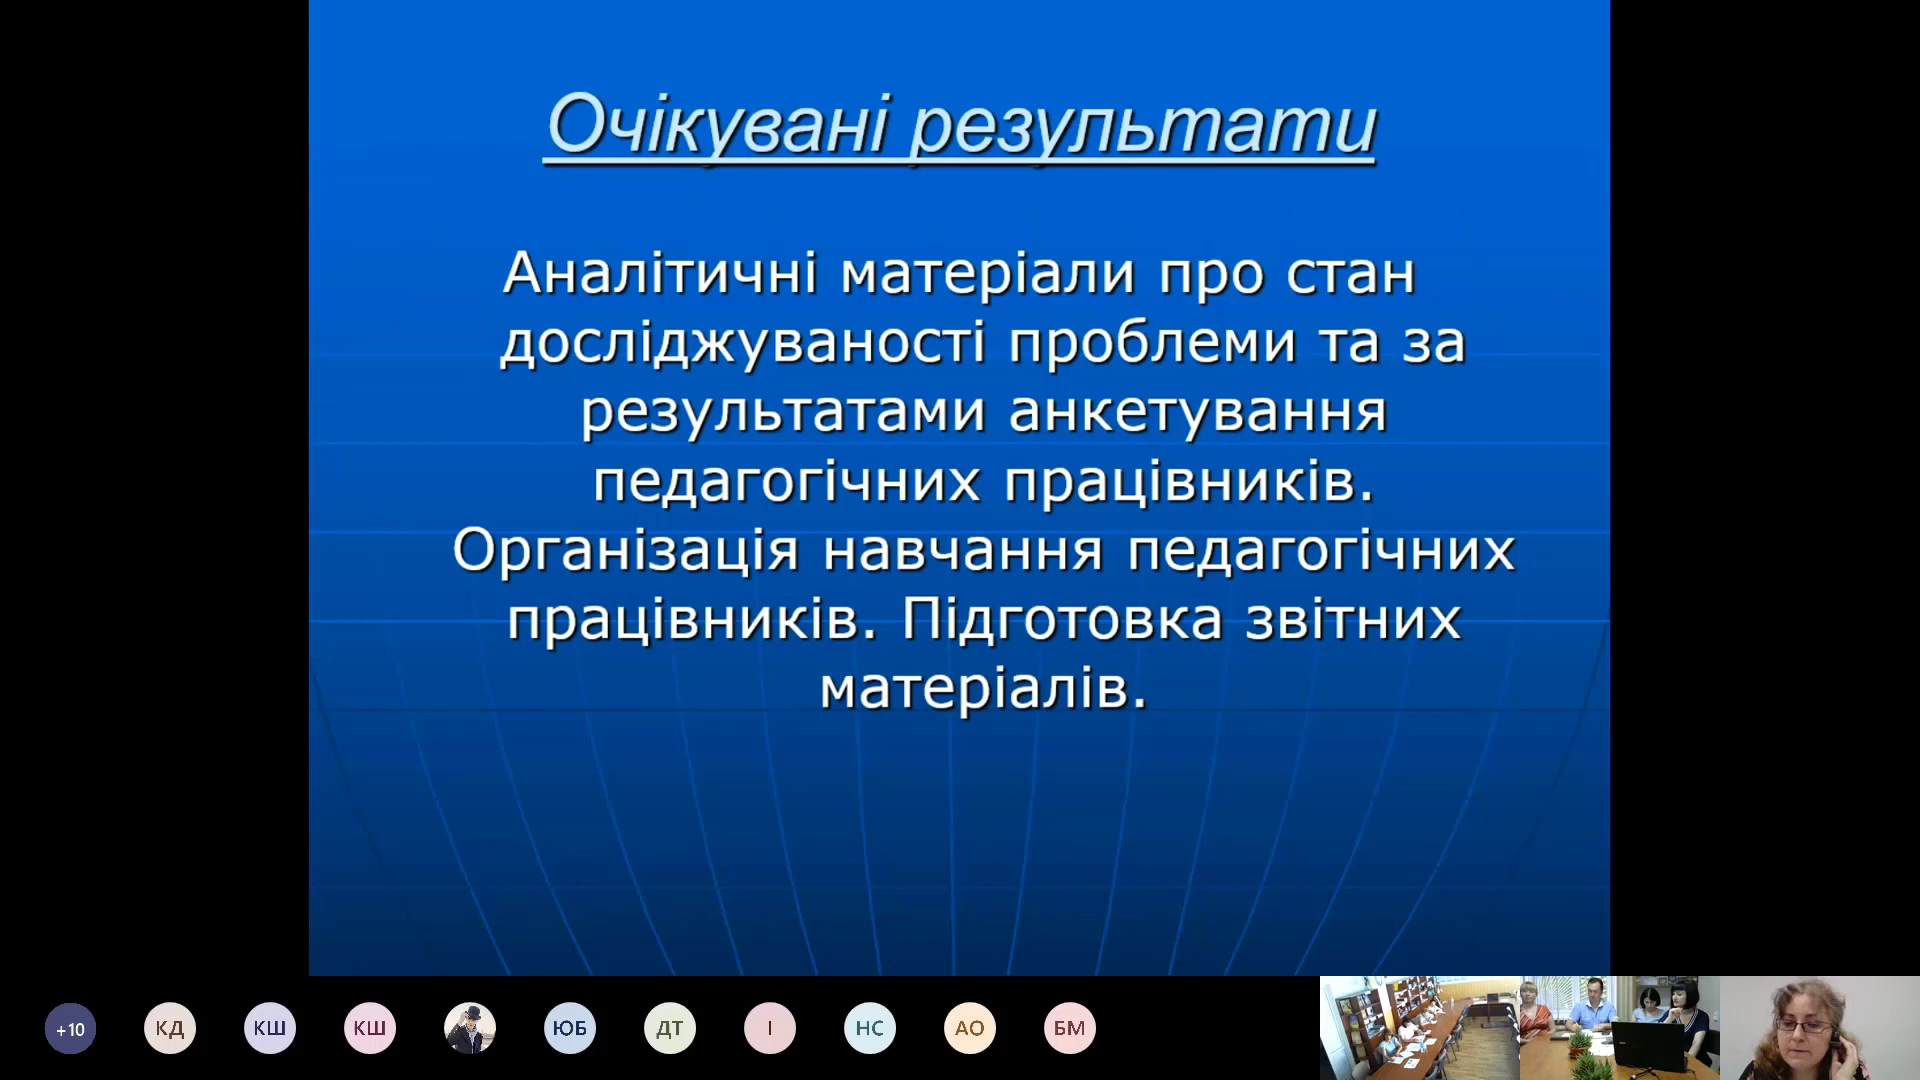 Очікувані результати
Аналітичні матеріали про стан
досліджуваності проблеми та за
результатами анкетування
педагогічних працівників.
Організація навчання педагогічних
працівників. Підготовка звітних
матеріалів.
+10 КД КШ КШ ЮБ ДТ І НС АО БМ